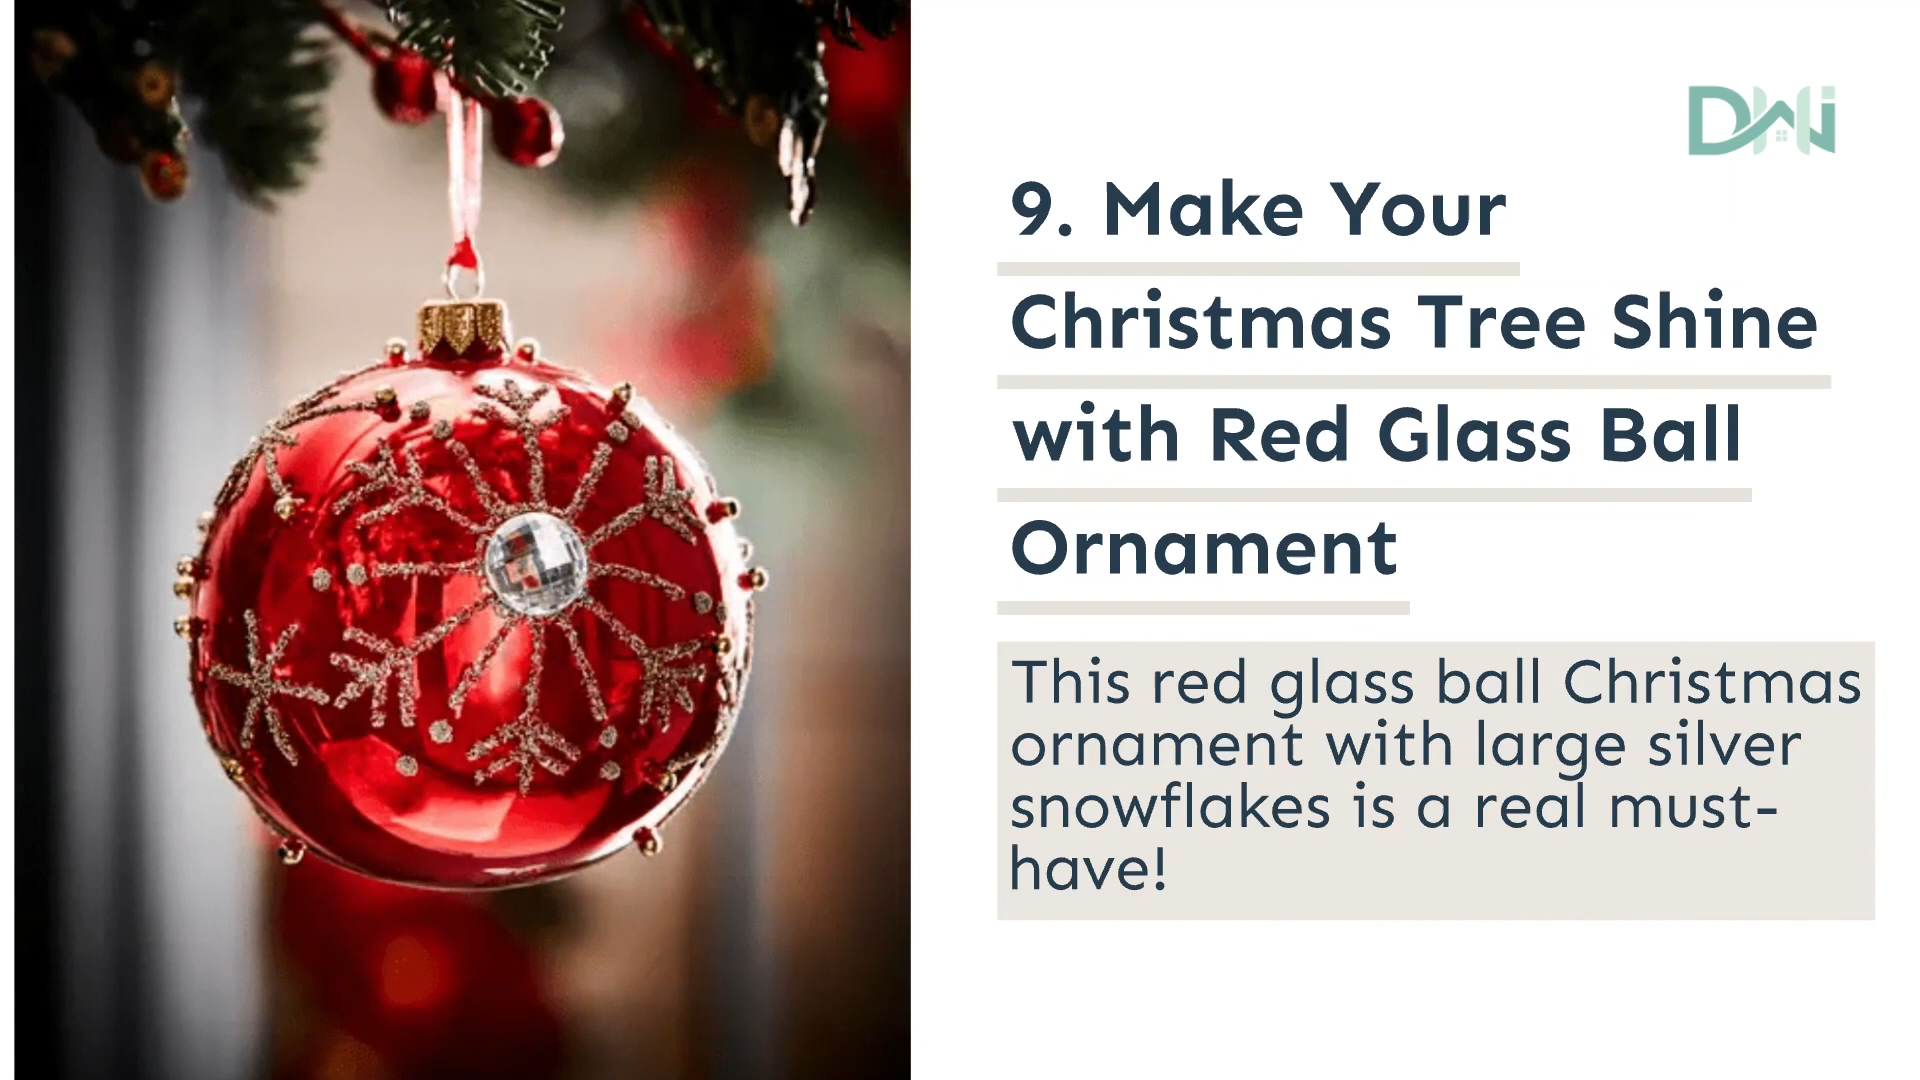 DHI
9. Make Your
Christmas Tree Shine
with Red Glass Ball
Ornament
This red glass ball Christmas
ornament with large silver
snowflakes is a real must-
have!